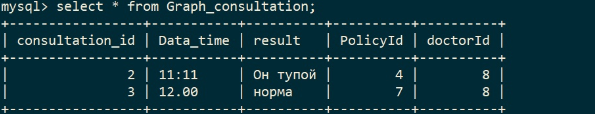 mysql> select * from Graph_consultation;
+-----------------+-----------+----------+----------+----------+
| consultation_id | Data_time | result   | PolicyId | doctorId |
+-----------------+-----------+----------+----------+----------+
|               2 | 11:11     | Он тупой |        4 |        8 |
|               3 | 12.00     | норма    |        7 |        8 |
+-----------------+-----------+----------+----------+----------+